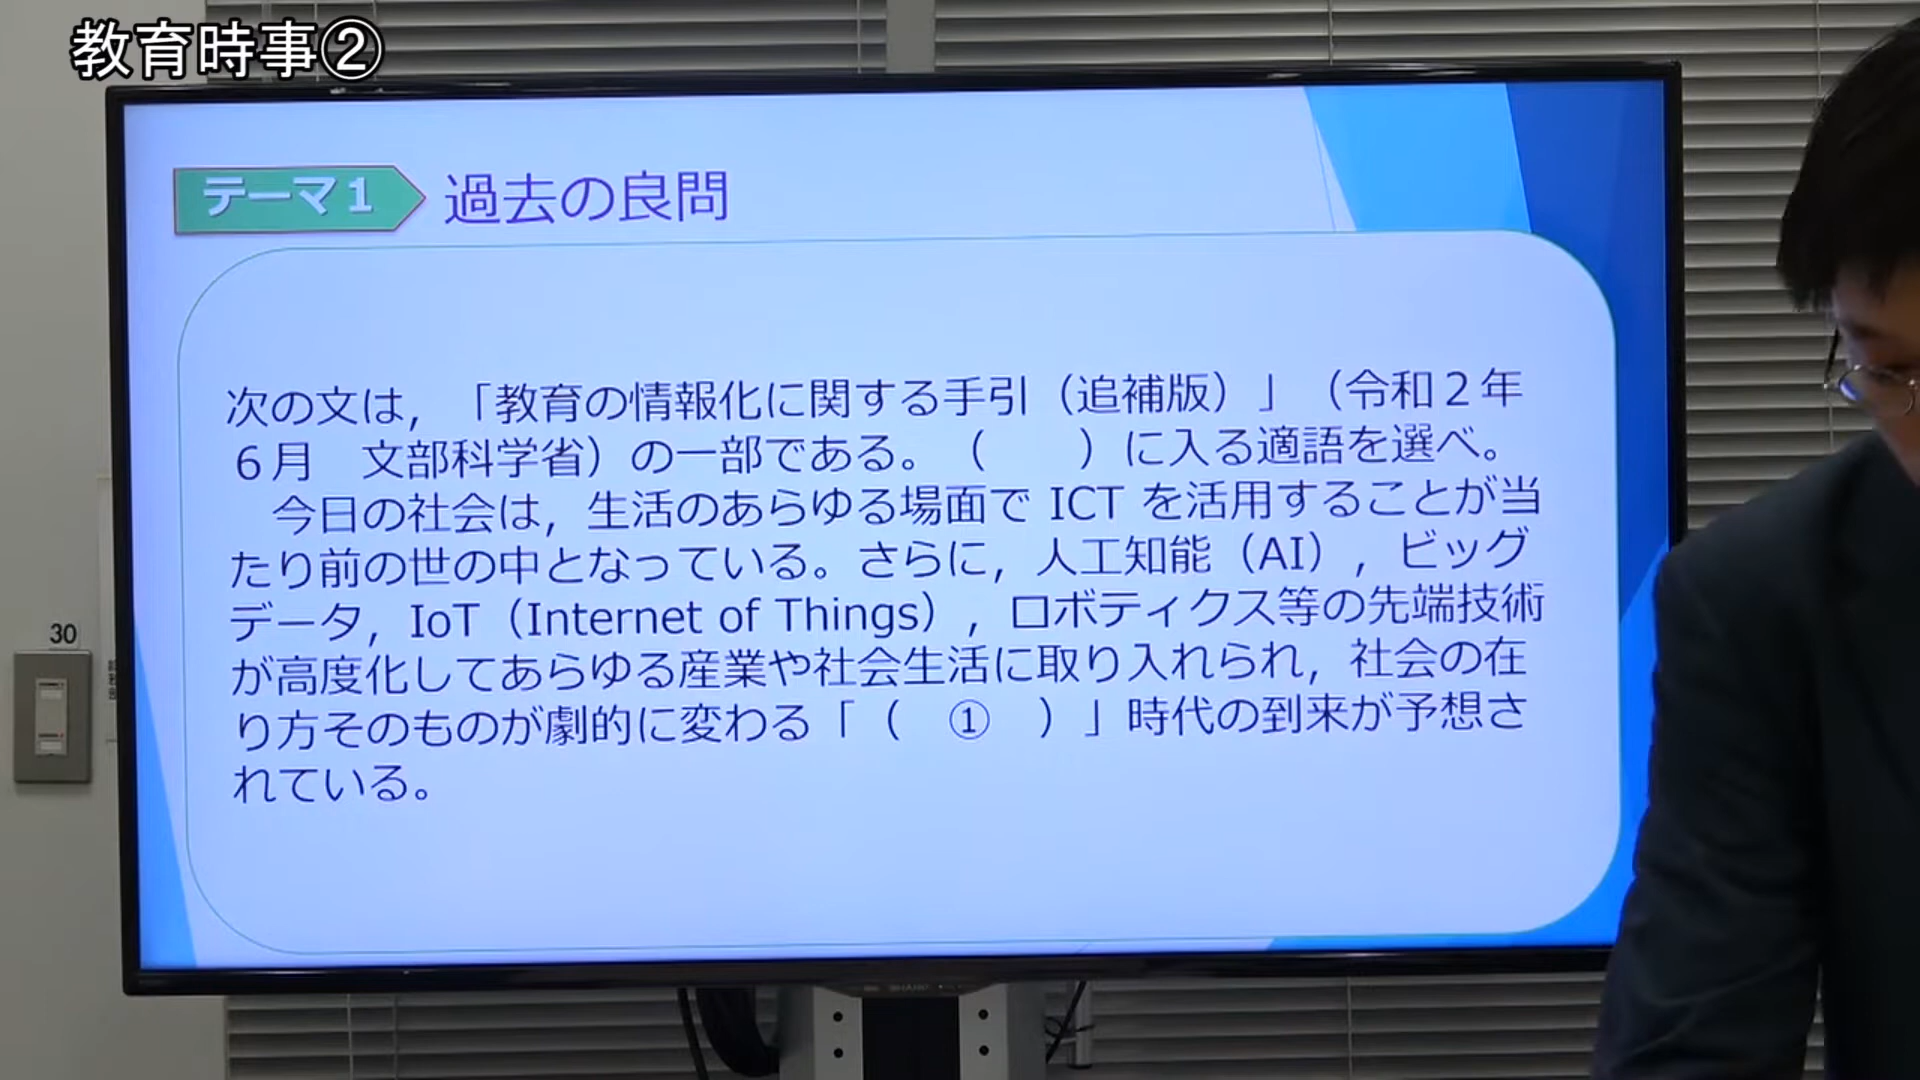 教育時事②
テーマ1 過去の良問
次の文は，「教育の情報化に関する手引（追補版）」（令和２年
６月　文部科学省）の一部である。（　　）に入る適語を選べ。
今日の社会は，生活のあらゆる場面で ICT を活用することが当
たり前の世の中となっている。さらに，人工知能（AI），ビッグ
データ，IoT（Internet of Things），ロボティクス等の先端技術
が高度化してあらゆる産業や社会生活に取り入れられ，社会の在
り方そのものが劇的に変わる「（　①　）」時代の到来が予想さ
れている。
30
SHARP